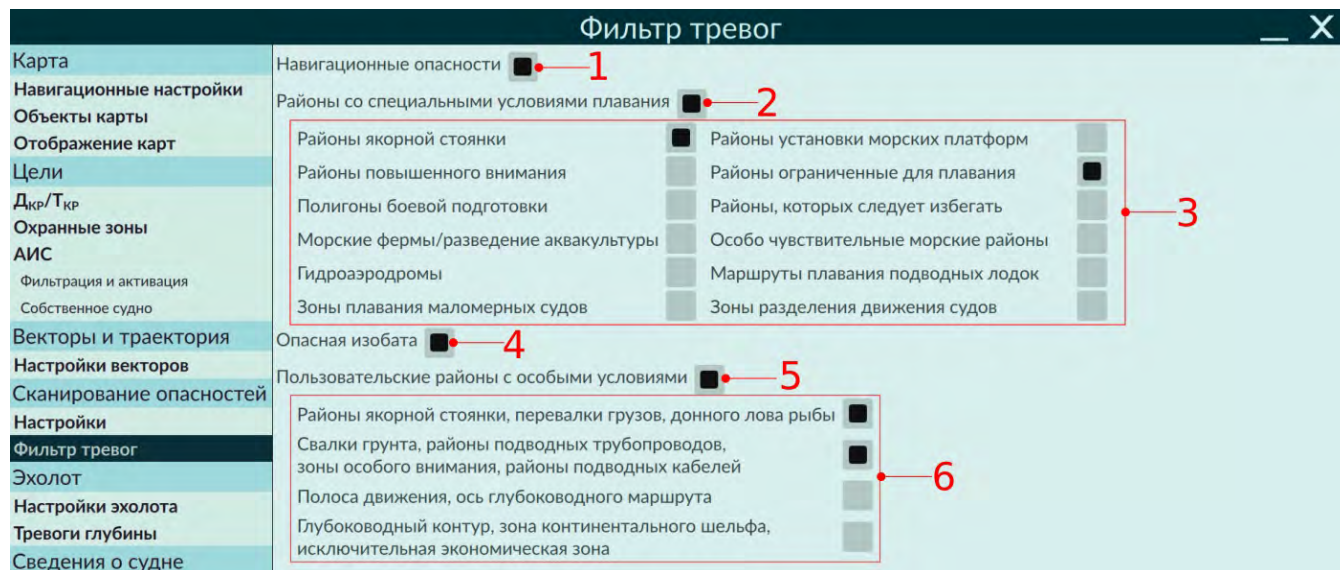 Фильтр тревог
_ X
Карта
Навигационные настройки
Объекты карты
Отображение карт
Цели
Дкр/Ткр
Охранные зоны
АИС
Фильтрация и активация
Собственное судно
Векторы и траектория
Настройки векторов
Сканирование опасностей
Настройки
Фильтр тревог
Эхолот
Настройки эхолота
Тревоги глубины
Сведения о судне
Навигационные опасности 1
Районы со специальными условиями плавания 2
Районы якорной стоянки Районы установки морских платформ
Районы повышенного внимания Районы ограниченные для плавания
Полигоны боевой подготовки Районы, которых следует избегать 3
Морские фермы/разведение аквакультуры Особо чувствительные морские районы
Гидроаэродромы Маршруты плавания подводных лодок
Зоны плавания маломерных судов Зоны разделения движения судов
Опасная изобата 4
Пользовательские районы с особыми условиями 5
Районы якорной стоянки, перевалки грузов, донного лова рыбы
Свалки грунта, районы подводных трубопроводов,
зоны особого внимания, районы подводных кабелей 6
Полоса движения, ось глубоководного маршрута
Глубоководный контур, зона континентального шельфа,
исключительная экономическая зона